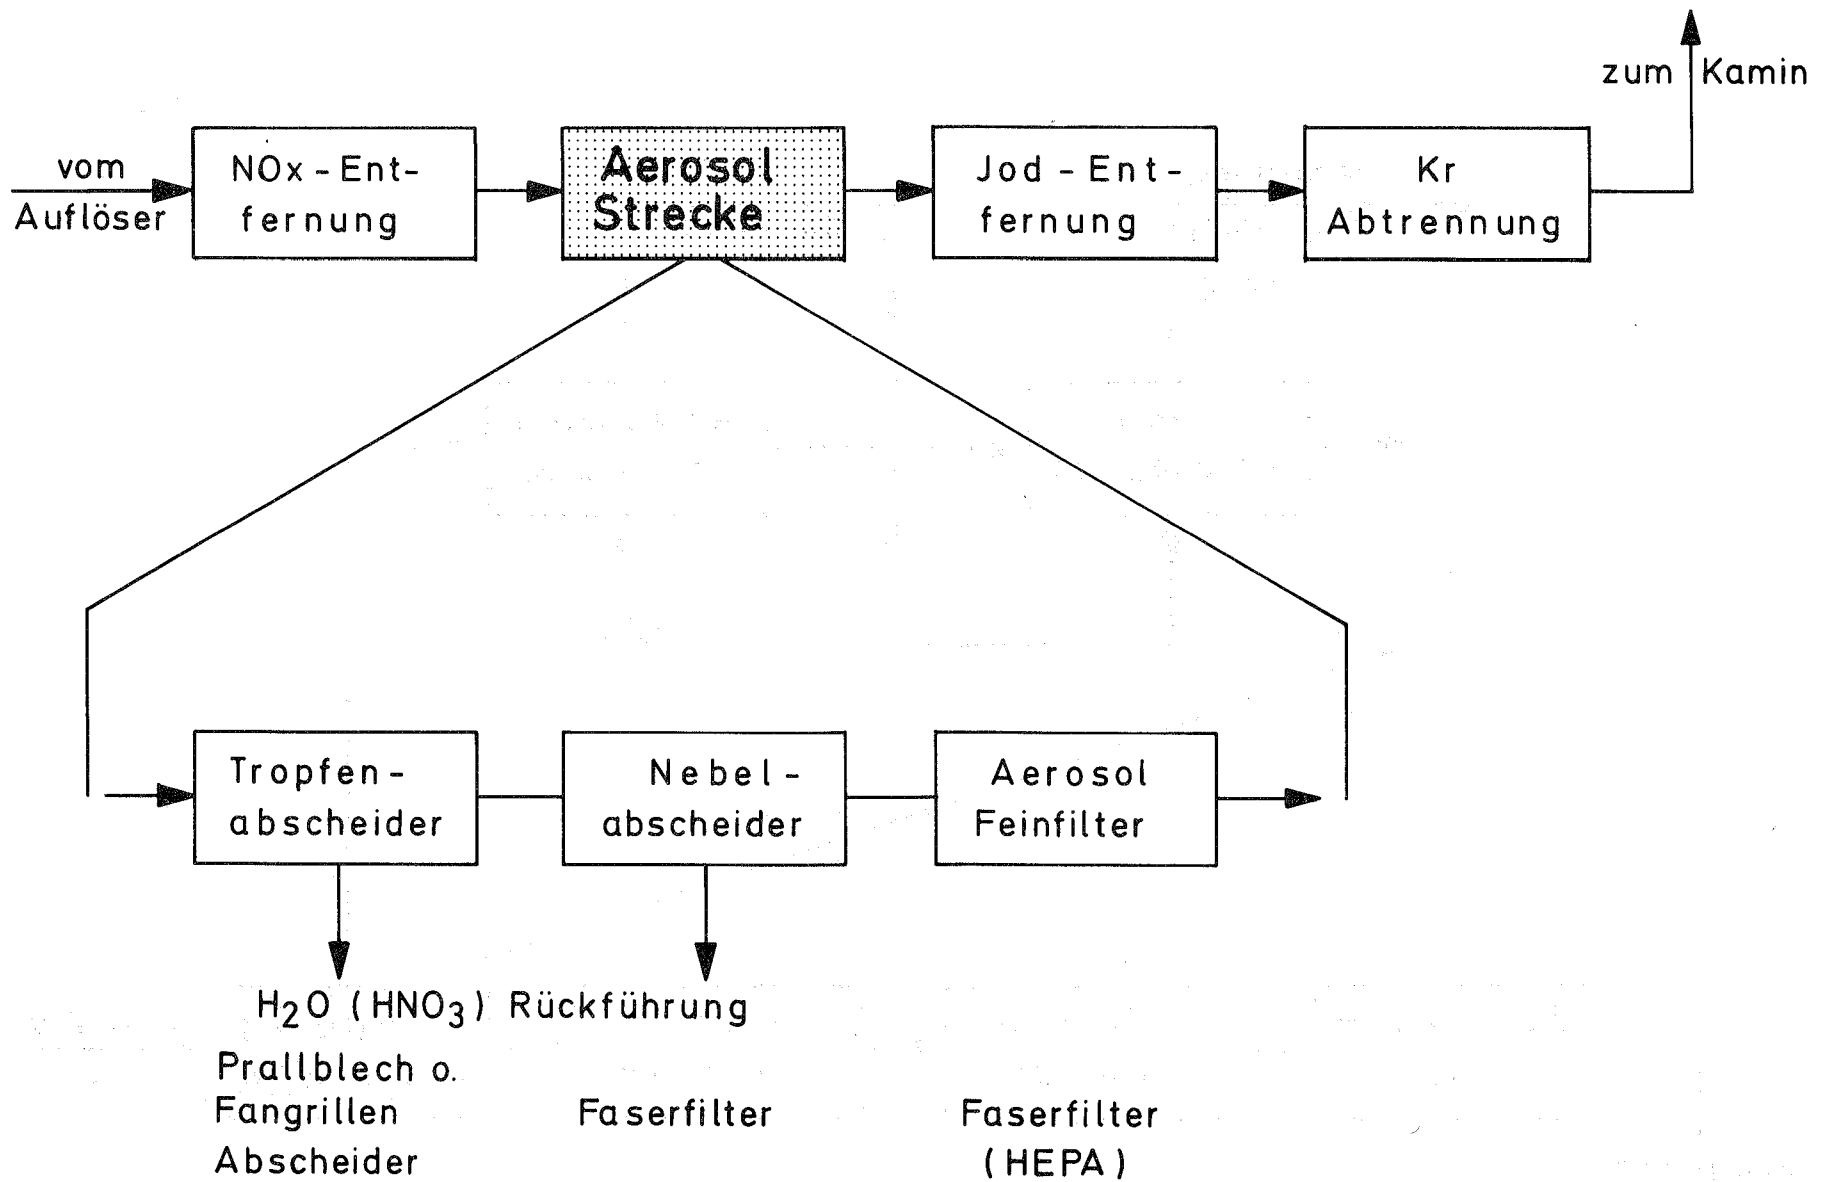 zum Kamin
vom
Auflöser
NOx-Ent-
fernung
Aerosol
Strecke
Jod-Ent-
fernung
Kr
Abtrennung
Tropfen-
abscheider
Nebel-
abscheider
Aerosol
Feinfilter
H2O (HNO3) Rückführung
Prallblech o.
Fangrillen
Abscheider
Faserfilter
Faserfilter
(HEPA)